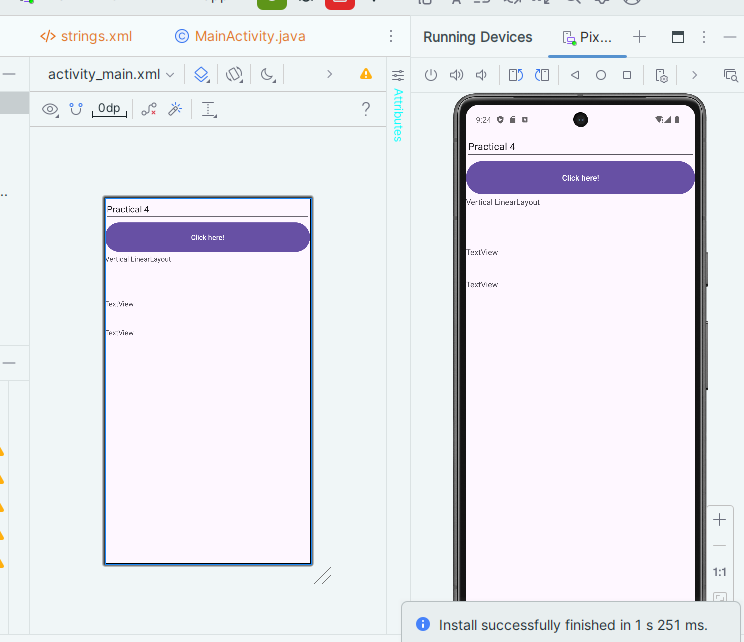 strings.xml
MainActivity.java
Running Devices
Pix...
activity_main.xml
0dp
?
Attributes
Practical 4
Click here!
Vertical LinearLayout
TextView
TextView
9:24
Practical 4
Click here!
Vertical LinearLayout
TextView
TextView
1:1
Install successfully finished in 1 s 251 ms.